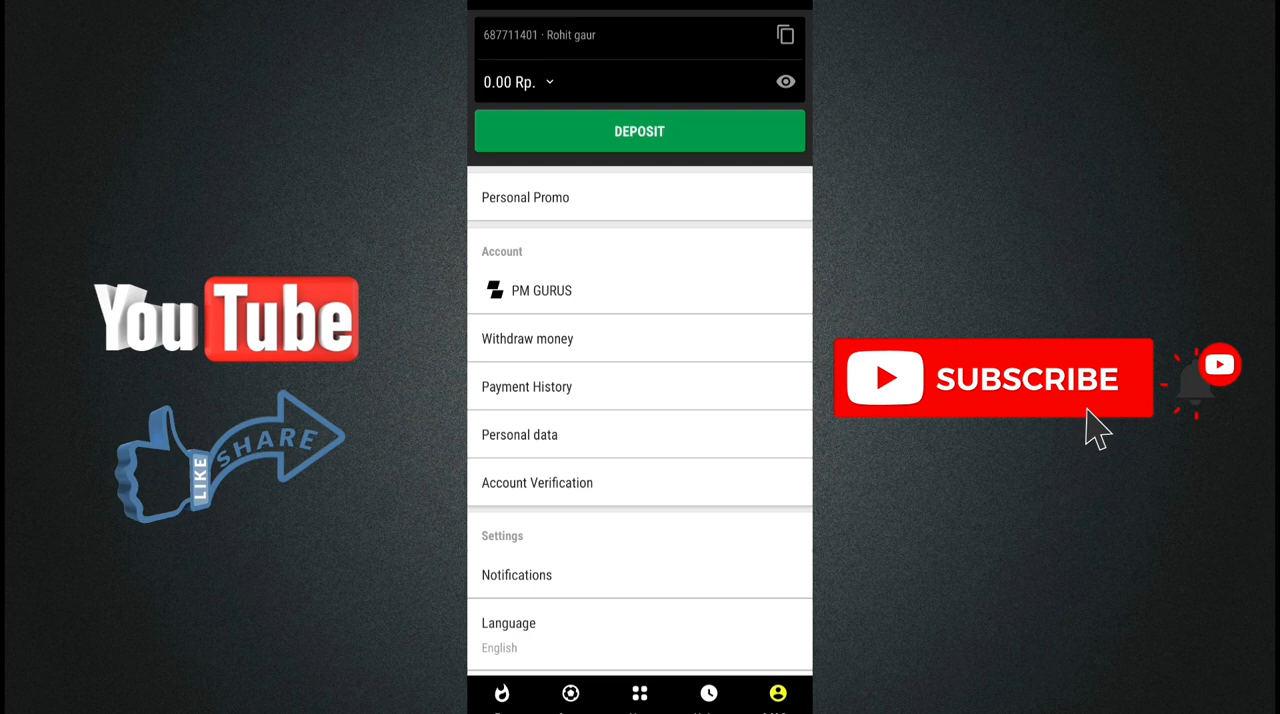 687711401 · Rohit gaur
0.00 Rp.
DEPOSIT
Personal Promo
Account
PM GURUS
Withdraw money
Payment History
Personal data
Account Verification
Settings
Notifications
Language
English
YouTube
LIKE
SHARE
SUBSCRIBE